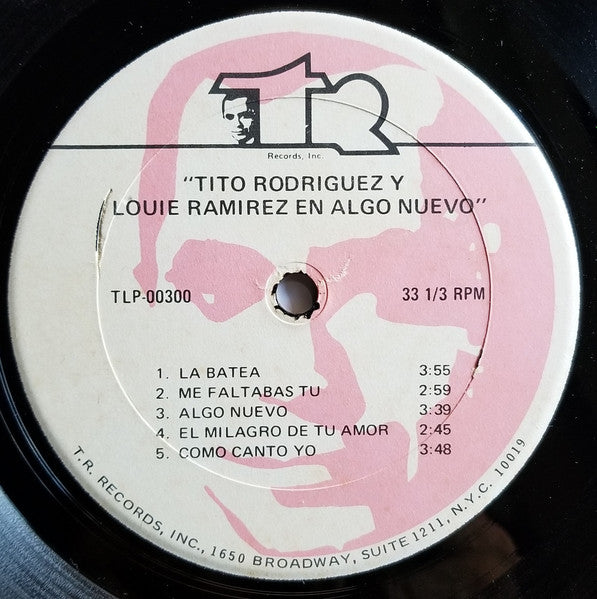 TR
Records, Inc.
"TITO RODRIGUEZ Y
LOUIE RAMIREZ EN ALGO NUEVO"
TLP-00300 33 1/3 RPM
1. LA BATEA 3:55
2. ME FALTABAS TU 2:59
3. ALGO NUEVO 3:39
4. EL MILAGRO DE TU AMOR 2:45
5. COMO CANTO YO 3:48
T.R. RECORDS, INC., 1650 BROADWAY, SUITE 1211, N.Y.C. 10019